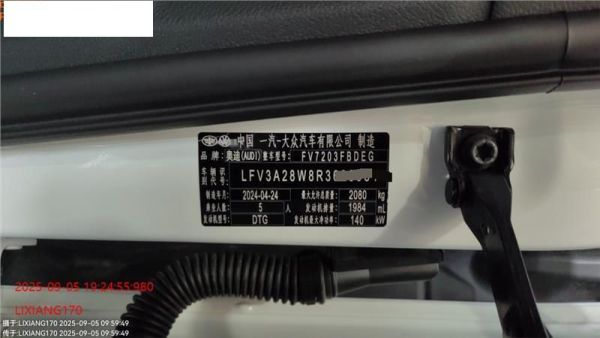 中国 一汽-大众汽车有限公司 制造
品牌: 奥迪(AUDI) 整车型号: FV7203FBDEG
车辆识别代号: LFV3A28W8R3
制造年月 2024-04-24 最大允许总质量: 2080 kg
乘坐人数: 5 人 发动机排量: 1984 mL
发动机型号: DTG 发动机最大净功率: 140 kW
2025-09-05 19:24:55:980
LIXIANG170
摄于:LIXIANG170 2025-09-05 09:59:49
传于:LIXIANG170 2025-09-05 09:59:49